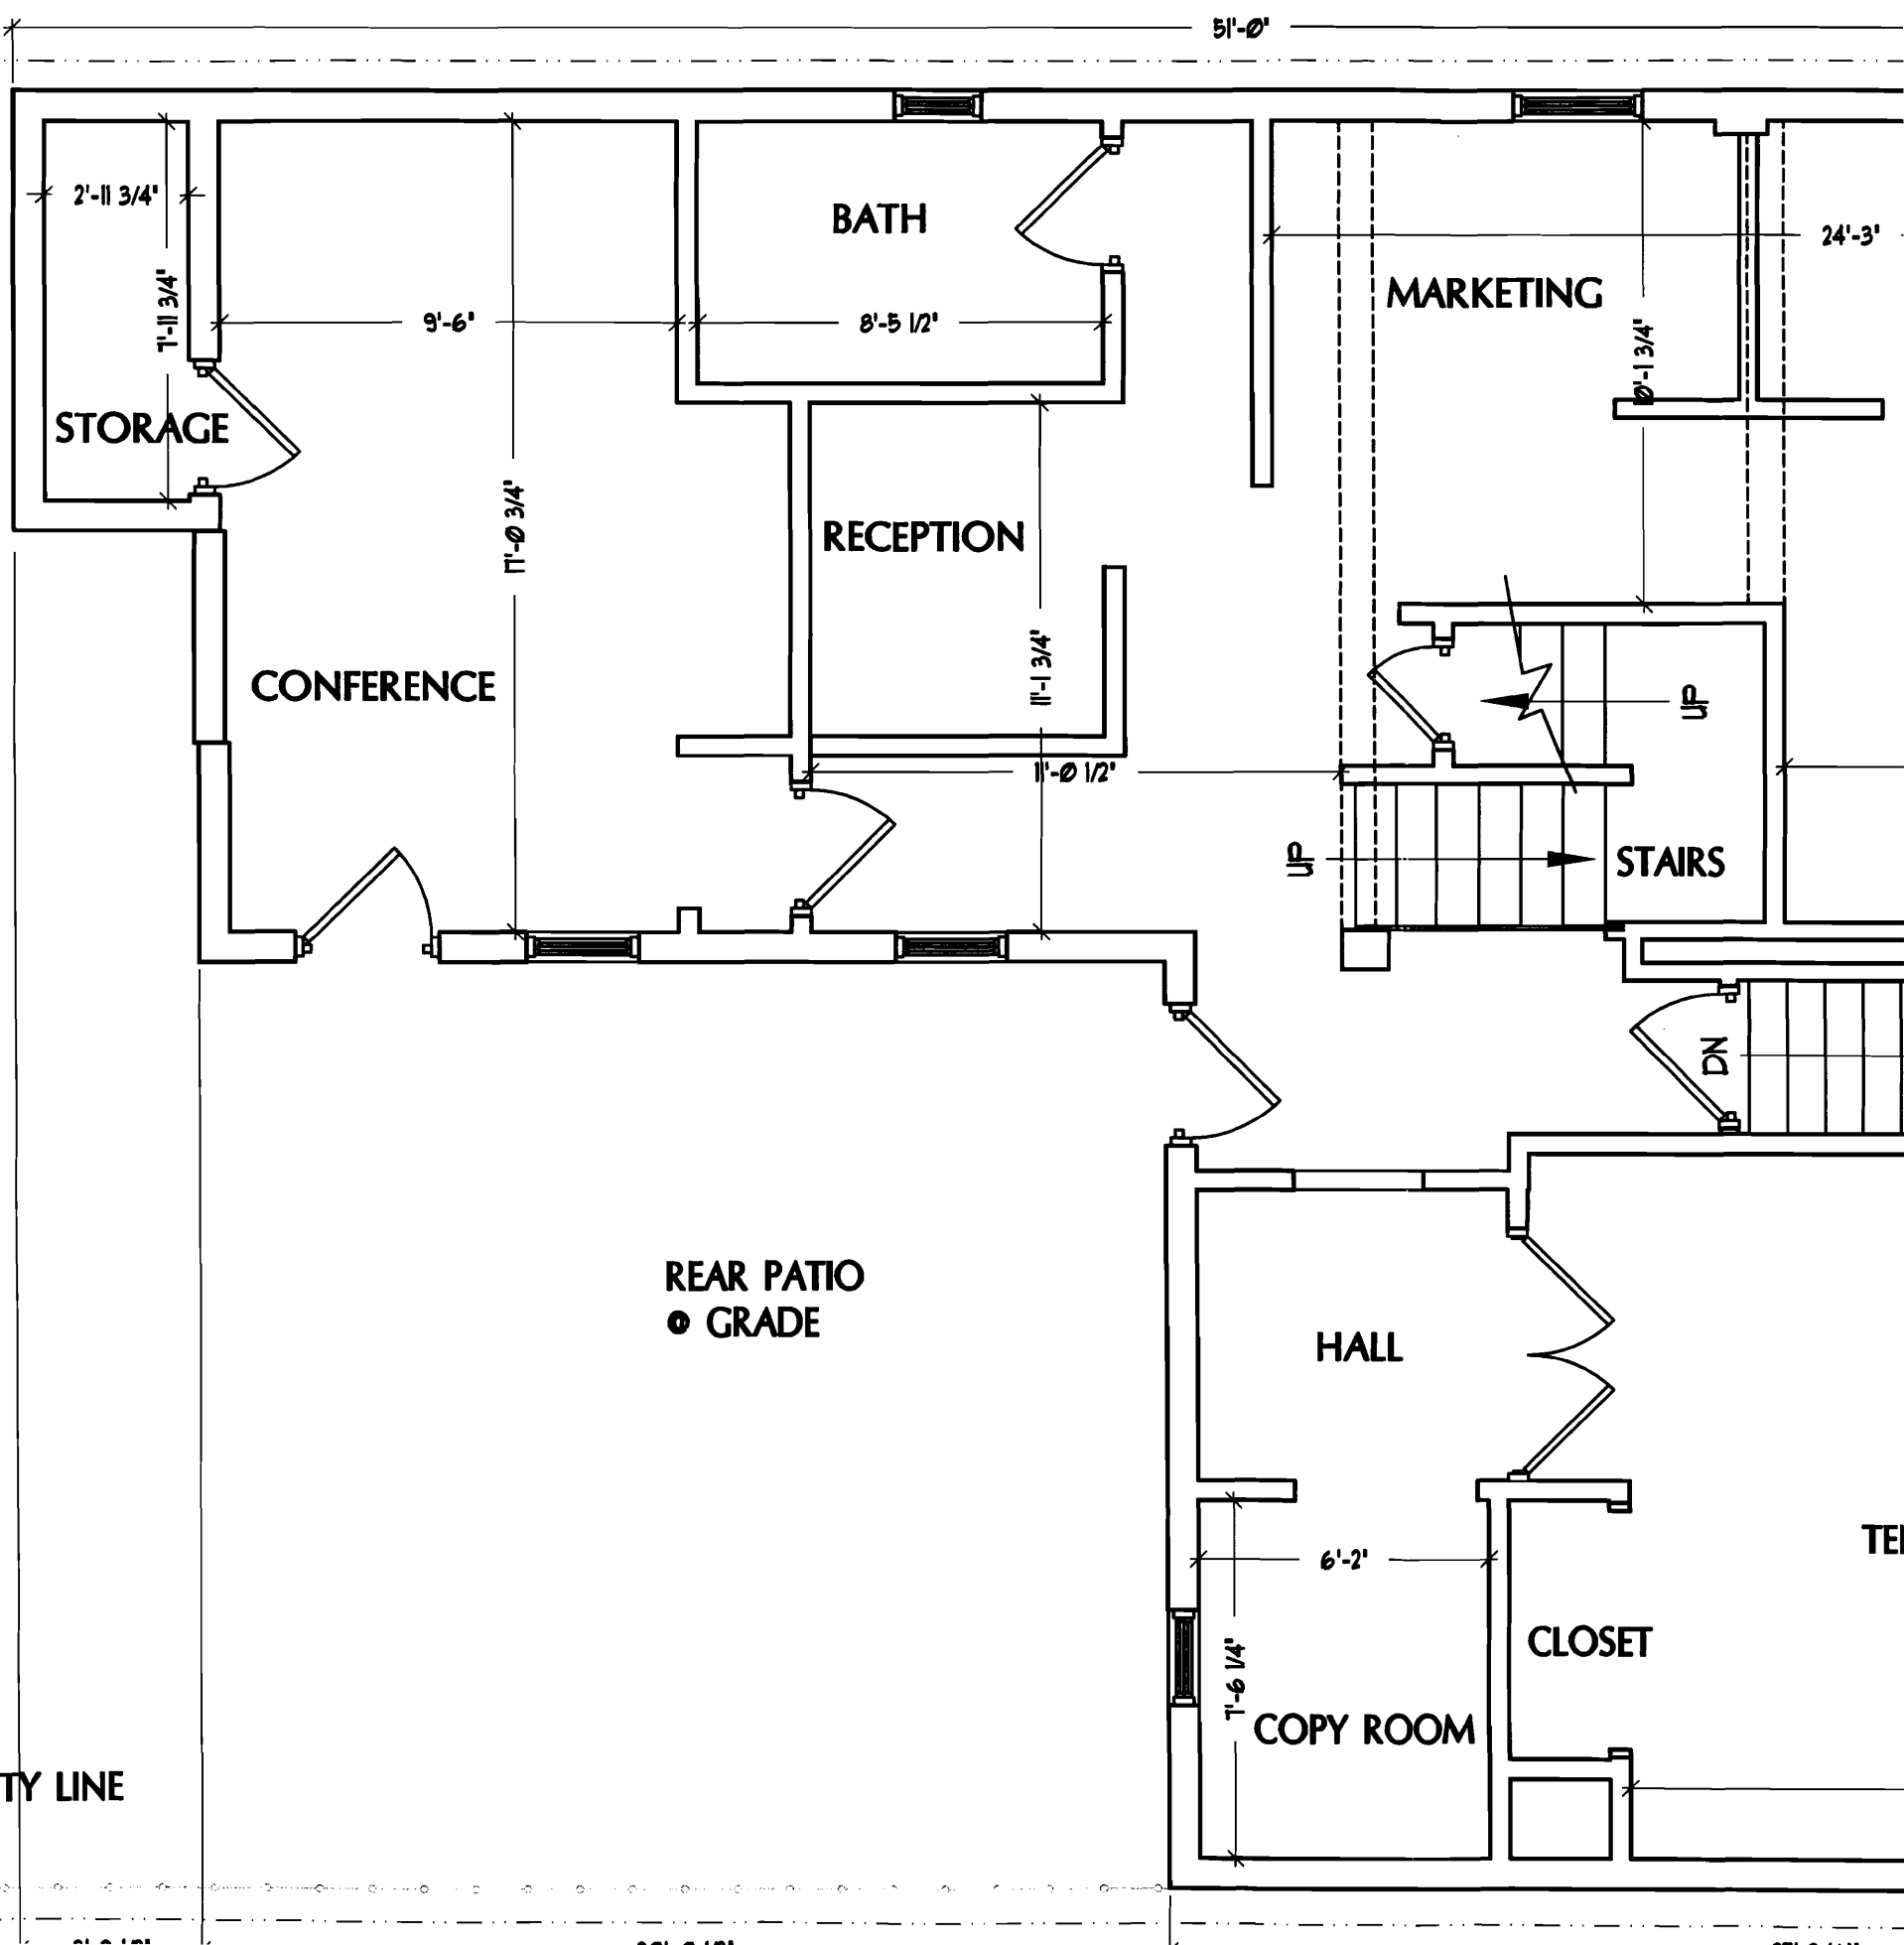 51'-0"
2'-11 3/4"
BATH
24'-3"
MARKETING
7'-11 3/4"
9'-6"
8'-5 1/2"
STORAGE
17'-0 3/4"
RECEPTION
11'-1 3/4"
CONFERENCE
UP
11'-0 1/2"
UP
STAIRS
DN
REAR PATIO
@ GRADE
HALL
6'-2"
CLOSET
7'-6 1/4"
COPY ROOM
TY LINE